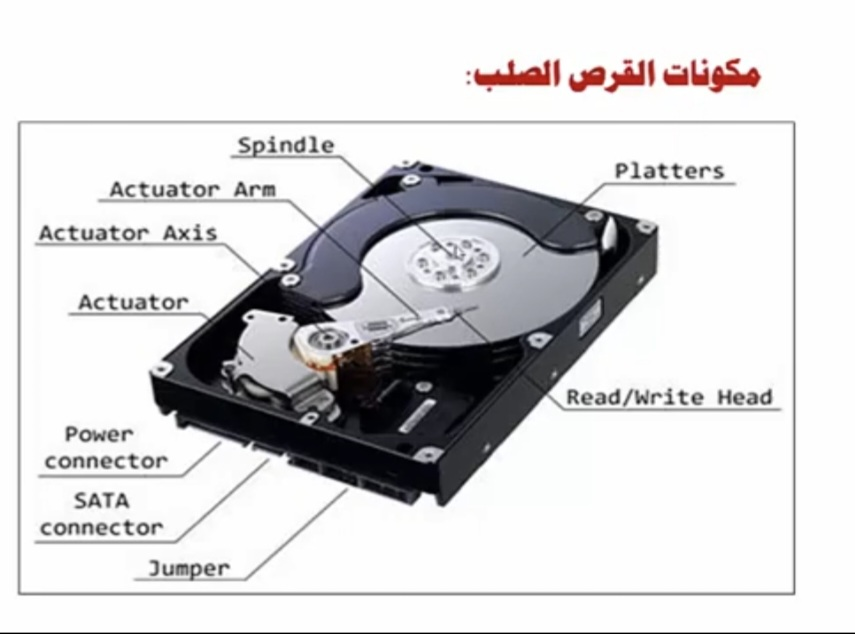 مكونات القرص الصلب:
Spindle
Platters
Actuator Arm
Actuator Axis
Actuator
Read/Write Head
Power
connector
SATA
connector
Jumper